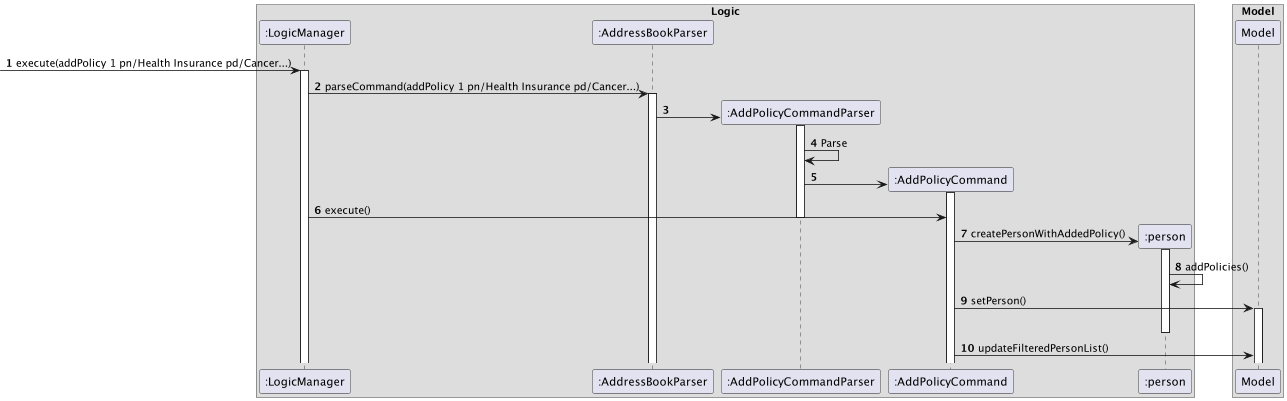 Logic
Model
:LogicManager
:AddressBookParser
Model
1 execute(addPolicy 1 pn/Health Insurance pd/Cancer...)
2 parseCommand(addPolicy 1 pn/Health Insurance pd/Cancer...)
3
:AddPolicyCommandParser
4 Parse
5
:AddPolicyCommand
6 execute()
7 createPersonWithAddedPolicy()
:person
8 addPolicies()
9 setPerson()
10 updateFilteredPersonList()
:LogicManager
:AddressBookParser
:AddPolicyCommandParser
:AddPolicyCommand
:person
Model